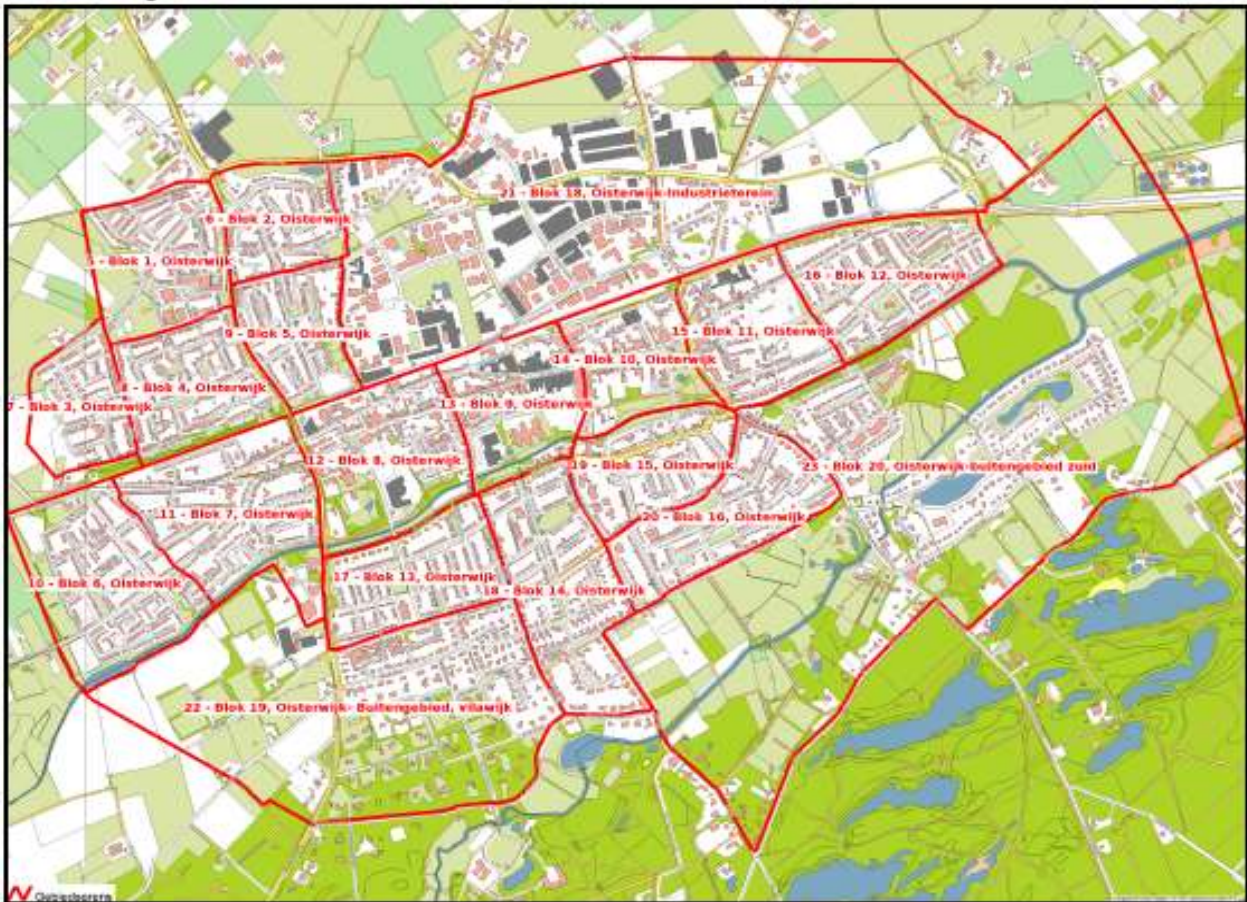 21 - Blok 18, Oisterwijk-Industrieterein
6 - Blok 2, Oisterwijk
5 - Blok 1, Oisterwijk
16 - Blok 12, Oisterwijk
9 - Blok 5, Oisterwijk
15 - Blok 11, Oisterwijk
14 - Blok 10, Oisterwijk
8 - Blok 4, Oisterwijk
7 - Blok 3, Oisterwijk
13 - Blok 9, Oisterwijk
12 - Blok 8, Oisterwijk
19 - Blok 15, Oisterwijk
23 - Blok 20, Oisterwijk-buitengebied zuid
11 - Blok 7, Oisterwijk
20 - Blok 16, Oisterwijk
10 - Blok 6, Oisterwijk
17 - Blok 13, Oisterwijk
18 - Blok 14, Oisterwijk
22 - Blok 19, Oisterwijk- Buitengebied, vilawijk
Gebiedsgrens